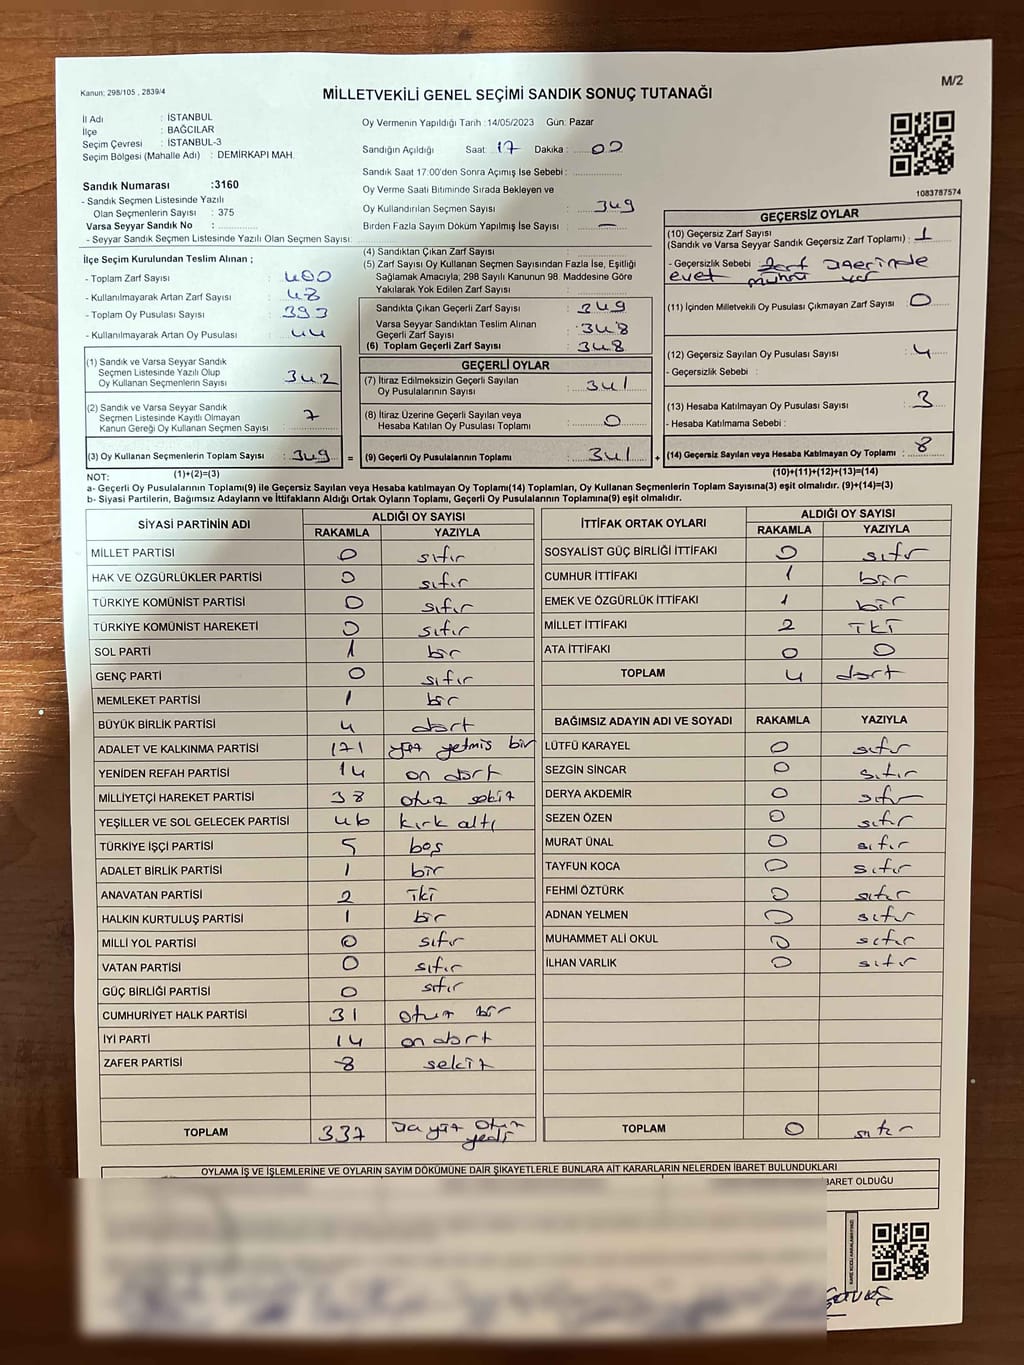 Kanun: 298/105 , 2839/4
M/2
MİLLETVEKİLİ GENEL SEÇİMİ SANDIK SONUÇ TUTANAĞI
İl Adı : İSTANBUL
İlçe : BAĞCILAR
Seçim Çevresi : İSTANBUL-3
Seçim Bölgesi (Mahalle Adı) : DEMİRKAPI MAH.
Sandık Numarası :3160
- Sandık Seçmen Listesinde Yazılı
Olan Seçmenlerin Sayısı : 375
Varsa Seyyar Sandık No :
- Seyyar Sandık Seçmen Listesinde Yazılı Olan Seçmen Sayısı:
Oy Vermenin Yapıldığı Tarih :14/05/2023 Gün: Pazar
Sandığın Açıldığı Saat: 17 Dakika : 00
Sandık Saat 17.00'den Sonra Açımış İse Sebebi :
Oy Verme Saati Bitiminde Sırada Bekleyen ve
Oy Kullandırılan Seçmen Sayısı : 349
Birden Fazla Sayım Döküm Yapılmış İse Sayısı : —
1083787574
İlçe Seçim Kurulundan Teslim Alınan ;
- Toplam Zarf Sayısı : 400
- Kullanılmayarak Artan Zarf Sayısı : 48
- Toplam Oy Pusulası Sayısı : 393
- Kullanılmayarak Artan Oy Pusulası : 44
(1) Sandık ve Varsa Seyyar Sandık
Seçmen Listesinde Yazılı Olup
Oy Kullanan Seçmenlerin Sayısı : 342
(2) Sandık ve Varsa Seyyar Sandık
Seçmen Listesinde Kayıtlı Olmayan
Kanun Gereği Oy Kullanan Seçmen Sayısı : 7
(3) Oy Kullanan Seçmenlerin Toplam Sayısı : 349 =
(4) Sandıktan Çıkan Zarf Sayısı
(5) Zarf Sayısı Oy Kullanan Seçmen Sayısından Fazla İse, Eşitliği
Sağlamak Amacıyla; 298 Sayılı Kanunun 98. Maddesine Göre
Yakılarak Yok Edilen Zarf Sayısı :
Sandıkta Çıkan Geçerli Zarf Sayısı : 349
Varsa Seyyar Sandıktan Teslim Alınan
Geçerli Zarf Sayısı : 348
(6) Toplam Geçerli Zarf Sayısı : 348
GEÇERLİ OYLAR
(7) İtiraz Edilmeksizin Geçerli Sayılan
Oy Pusulalarının Sayısı : 341
(8) İtiraz Üzerine Geçerli Sayılan veya
Hesaba Katılan Oy Pusulası Toplamı : 0
(9) Geçerli Oy Pusulalarının Toplamı : 341 +
GEÇERSİZ OYLAR
(10) Geçersiz Zarf Sayısı
(Sandık ve Varsa Seyyar Sandık Geçersiz Zarf Toplamı) : 1
- Geçersizlik Sebebi Zarf üzerinde
evet mührü var
(11) İçinden Milletvekili Oy Pusulası Çıkmayan Zarf Sayısı : 0
(12) Geçersiz Sayılan Oy Pusulası Sayısı : 4
- Geçersizlik Sebebi :
(13) Hesaba Katılmayan Oy Pusulası Sayısı : 3
- Hesaba Katılmama Sebebi :
(14) Geçersiz Sayılan veya Hesaba Katılmayan Oy Toplamı : 8
NOT: (1)+(2)=(3) (10)+(11)+(12)+(13)=(14)
a- Geçerli Oy Pusulalarının Toplamı(9) ile Geçersiz Sayılan veya Hesaba Katılmayan Oy Toplamı(14) Toplamları, Oy Kullanan Seçmenlerin Toplam Sayısına(3) eşit olmalıdır. (9)+(14)=(3)
b- Siyasi Partilerin, Bağımsız Adayların ve İttifakların Aldığı Ortak Oyların Toplamı, Geçerli Oy Pusulalarının Toplamına(9) eşit olmalıdır.
SİYASİ PARTİNİN ADI ALDIĞI OY SAYISI
RAKAMLA YAZIYLA
MİLLET PARTİSİ 0 sıfır
HAK VE ÖZGÜRLÜKLER PARTİSİ 0 sıfır
TÜRKİYE KOMÜNİST PARTİSİ 0 sıfır
TÜRKİYE KOMÜNİST HAREKETİ 0 sıfır
SOL PARTİ 1 bir
GENÇ PARTİ 0 sıfır
MEMLEKET PARTİSİ 1 bir
BÜYÜK BİRLİK PARTİSİ 4 dört
ADALET VE KALKINMA PARTİSİ 171 yüz yetmiş bir
YENİDEN REFAH PARTİSİ 14 on dört
MİLLİYETÇİ HAREKET PARTİSİ 38 otuz sekiz
YEŞİLLER VE SOL GELECEK PARTİSİ 46 kırk altı
TÜRKİYE İŞÇİ PARTİSİ 5 beş
ADALET BİRLİK PARTİSİ 1 bir
ANAVATAN PARTİSİ 2 iki
HALKIN KURTULUŞ PARTİSİ 1 bir
MİLLİ YOL PARTİSİ 0 sıfır
VATAN PARTİSİ 0 sıfır
GÜÇ BİRLİĞİ PARTİSİ 0 sıfır
CUMHURİYET HALK PARTİSİ 31 otuz bir
İYİ PARTİ 14 on dört
ZAFER PARTİSİ 8 sekiz
TOPLAM 337 üç yüz otuz
yedi
İTTİFAK ORTAK OYLARI ALDIĞI OY SAYISI
RAKAMLA YAZIYLA
SOSYALİST GÜÇ BİRLİĞİ İTTİFAKI 0 sıfır
CUMHUR İTTİFAKI 1 bir
EMEK VE ÖZGÜRLÜK İTTİFAKI 1 bir
MİLLET İTTİFAKI 2 İKİ
ATA İTTİFAKI 0 0
TOPLAM 4 dört
BAĞIMSIZ ADAYIN ADI VE SOYADI RAKAMLA YAZIYLA
LÜTFÜ KARAYEL 0 sıfır
SEZGİN SİNCAR 0 sıfır
DERYA AKDEMİR 0 sıfır
SEZEN ÖZEN 0 sıfır
MURAT ÜNAL 0 sıfır
TAYFUN KOCA 0 sıfır
FEHMİ ÖZTÜRK 0 sıfır
ADNAN YELMEN 0 sıfır
MUHAMMET ALİ OKUL 0 sıfır
İLHAN VARLIK 0 sıfır
TOPLAM 0 sıfır
OYLAMA İŞ VE İŞLEMLERİNE VE OYLARIN SAYIM DÖKÜMÜNE DAİR ŞİKAYETLERLE BUNLARA AİT KARARLARIN NELERDEN İBARET BULUNDUKLARI
BARET OLDUĞU